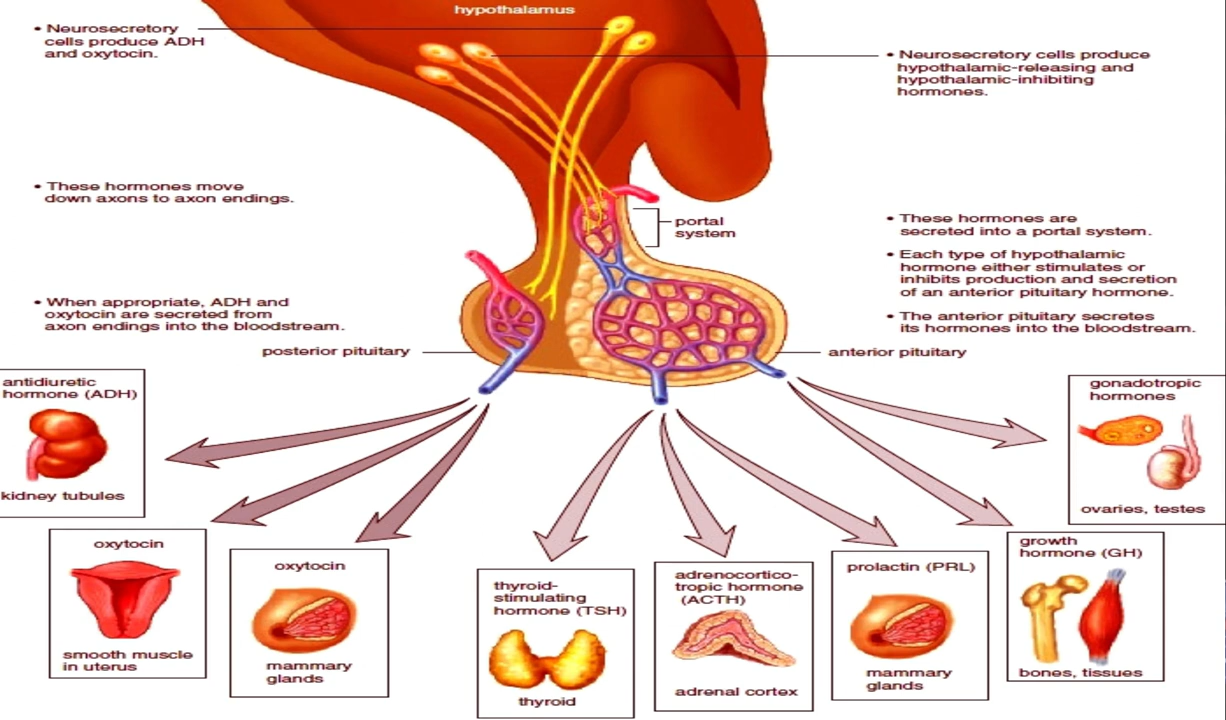 hypothalamus
• Neurosecretory
cells produce ADH
and oxytocin.
• These hormones move
down axons to axon endings.
• When appropriate, ADH and
oxytocin are secreted from
axon endings into the bloodstream.
posterior pituitary
• Neurosecretory cells produce
hypothalamic-releasing and
hypothalamic-inhibiting
hormones.
portal
system
• These hormones are
secreted into a portal system.
• Each type of hypothalamic
hormone either stimulates or
inhibits production and secretion
of an anterior pituitary hormone.
• The anterior pituitary secretes
its hormones into the bloodstream.
anterior pituitary
antidiuretic
hormone (ADH)
kidney tubules
oxytocin
smooth muscle
in uterus
oxytocin
mammary
glands
thyroid-
stimulating
hormone (TSH)
thyroid
adrenocortico-
tropic hormone
(ACTH)
adrenal cortex
prolactin (PRL)
mammary
glands
growth
hormone (GH)
bones, tissues
gonadotropic
hormones
ovaries, testes